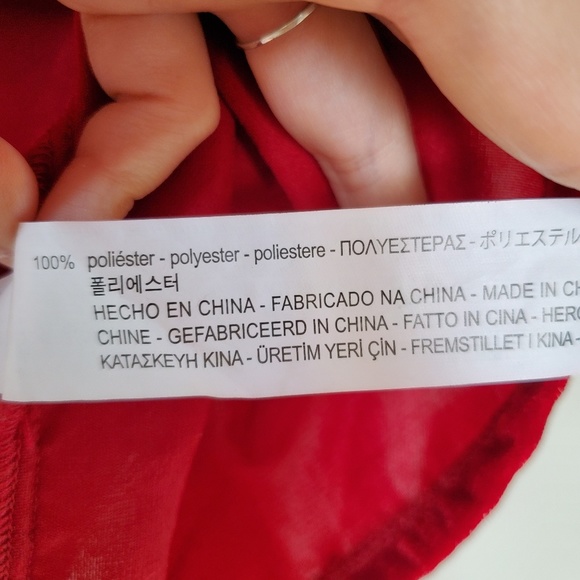 100% poliéster - polyester - poliestere - ΠΟΛΥΕΣΤΕΡΑΣ - ポリエステル
폴리에스터
HECHO EN CHINA - FABRICADO NA CHINA - MADE IN CH
CHINE - GEFABRICEERD IN CHINA - FATTO IN CINA - HERG
ΚΑΤΑΣΚΕΥΗ ΚΙΝΑ - ÜRETİM YERİ ÇİN - FREMSTILLET I KINA -